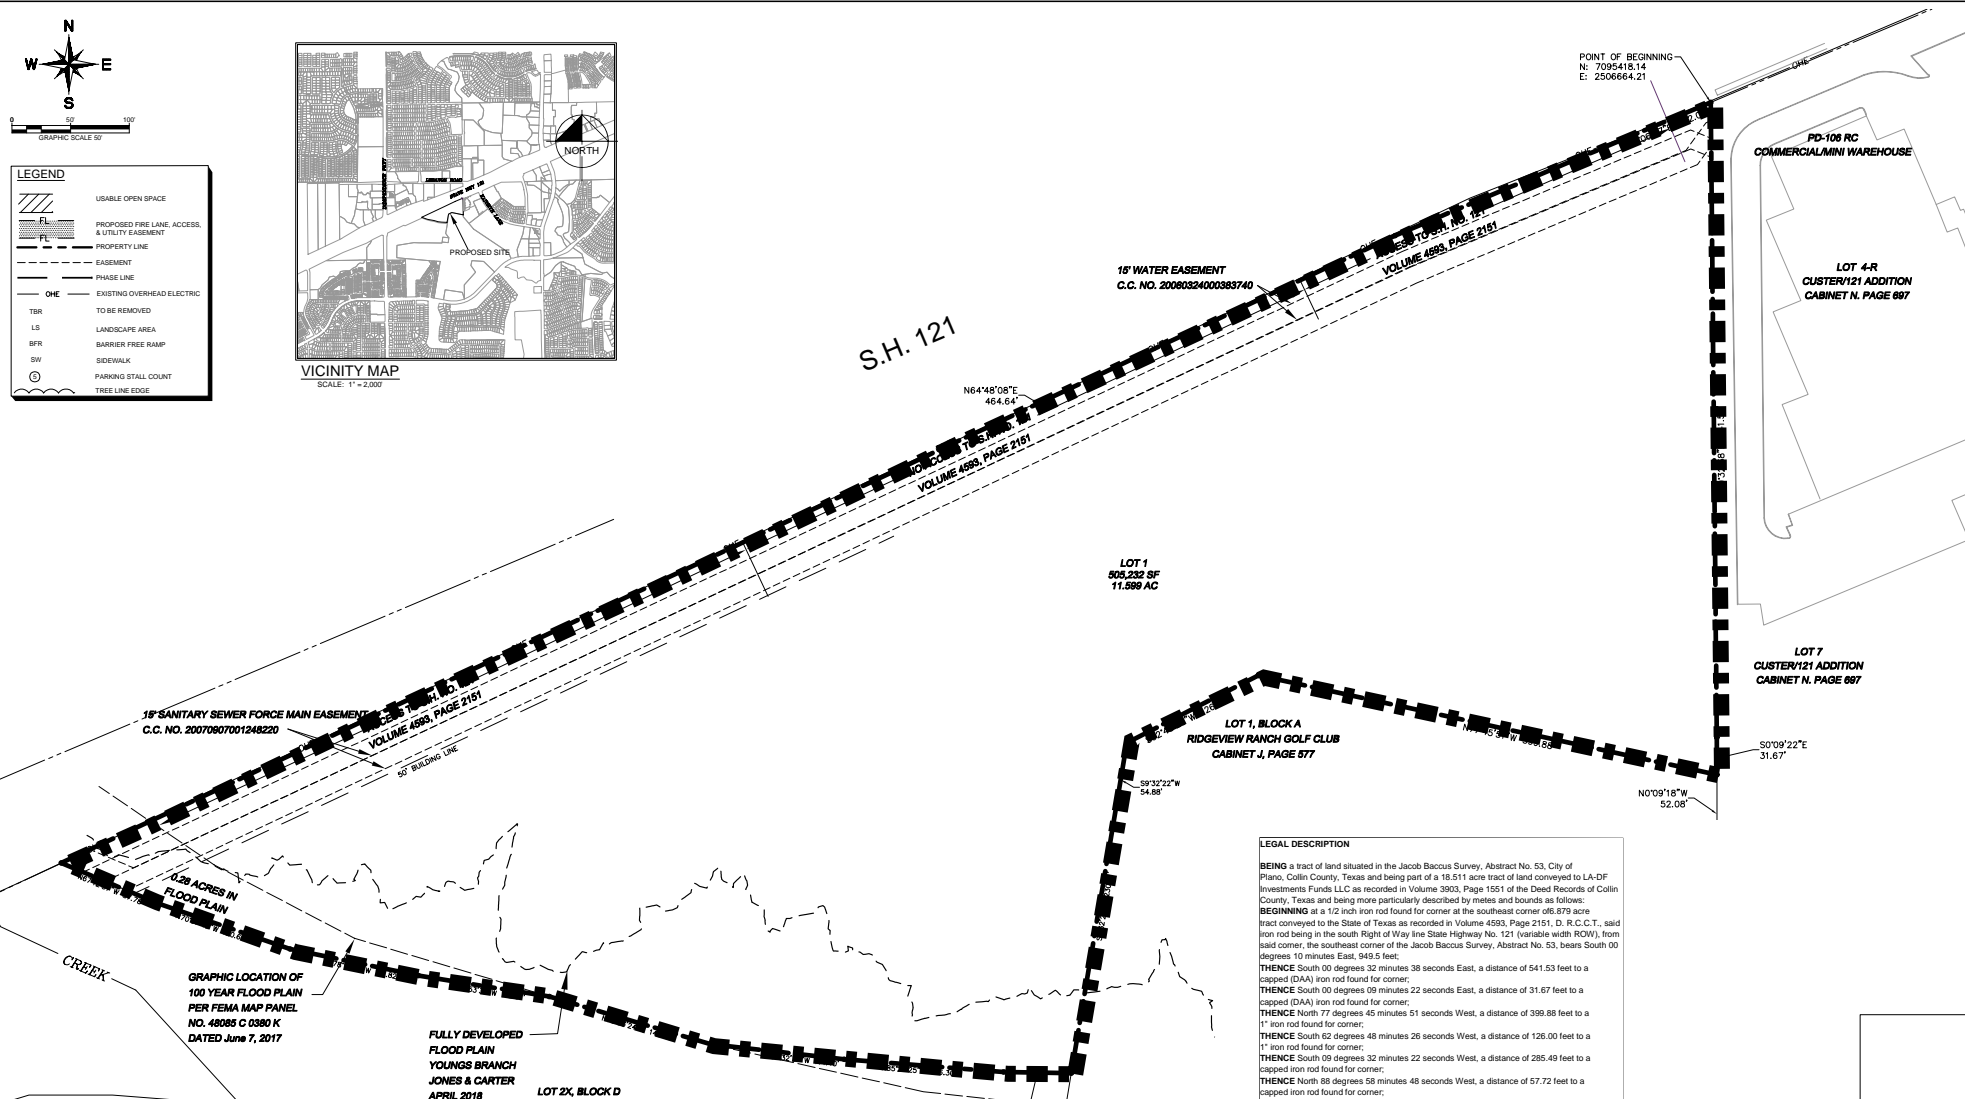 N
W E
S
0 50' 100'
GRAPHIC SCALE 50'
LEGEND
USABLE OPEN SPACE
FL
PROPOSED FIRE LANE, ACCESS,
& UTILITY EASEMENT
FL
PROPERTY LINE
EASEMENT
PHASE LINE
OHE EXISTING OVERHEAD ELECTRIC
TBR TO BE REMOVED
LS LANDSCAPE AREA
BFR BARRIER FREE RAMP
SW SIDEWALK
5 PARKING STALL COUNT
TREE LINE EDGE
NORTH
PROPOSED SITE
VICINITY MAP
SCALE: 1" = 2,000'
POINT OF BEGINNING
N: 7095418.14
E: 2506664.21
OHE
PD-106 RC
COMMERCIAL/MINI WAREHOUSE
LOT 4-R
CUSTER/121 ADDITION
CABINET N. PAGE 697
VOLUME 4593, PAGE 2151
15' WATER EASEMENT
C.C. NO. 20080324000383740
S.H. 121
N64°48'08"E
464.64'
VOLUME 4593, PAGE 2151
LOT 1
505,232 SF
11.599 AC
LOT 7
CUSTER/121 ADDITION
CABINET N. PAGE 697
15' SANITARY SEWER FORCE MAIN EASEMENT
C.C. NO. 20070907001248220
VOLUME 4593, PAGE 2151
50' BUILDING LINE
LOT 1, BLOCK A
RIDGEVIEW RANCH GOLF CLUB
CABINET J, PAGE 577
S0°09'22"E
31.67'
S9°32'22"W
54.88'
N0°09'18"W
52.08'
0.28 ACRES IN
FLOOD PLAIN
CREEK
GRAPHIC LOCATION OF
100 YEAR FLOOD PLAIN
PER FEMA MAP PANEL
NO. 48085 C 0380 K
DATED June 7, 2017
FULLY DEVELOPED
FLOOD PLAIN
YOUNGS BRANCH
JONES & CARTER
APRIL 2018
LOT 2X, BLOCK D
LEGAL DESCRIPTION
BEING a tract of land situated in the Jacob Baccus Survey, Abstract No. 53, City of
Plano, Collin County, Texas and being part of a 18.511 acre tract of land conveyed to LA-DF
Investments Funds LLC as recorded in Volume 3903, Page 1551 of the Deed Records of Collin
County, Texas and being more particularly described by metes and bounds as follows:
BEGINNING at a 1/2 inch iron rod found for corner at the southeast corner of6.879 acre
tract conveyed to the State of Texas as recorded in Volume 4593, Page 2151, D. R.C.C.T., said
iron rod being in the south Right of Way line State Highway No. 121 (variable width ROW), from
said corner, the southeast corner of the Jacob Baccus Survey, Abstract No. 53, bears South 00
degrees 10 minutes East, 949.5 feet;
THENCE South 00 degrees 32 minutes 38 seconds East, a distance of 541.53 feet to a
capped (DAA) iron rod found for corner;
THENCE South 00 degrees 09 minutes 22 seconds East, a distance of 31.67 feet to a
capped (DAA) iron rod found for corner;
THENCE North 77 degrees 45 minutes 51 seconds West, a distance of 399.88 feet to a
1" iron rod found for corner;
THENCE South 62 degrees 48 minutes 26 seconds West, a distance of 126.00 feet to a
1" iron rod found for corner;
THENCE South 09 degrees 32 minutes 22 seconds West, a distance of 285.49 feet to a
capped iron rod found for corner;
THENCE North 88 degrees 58 minutes 48 seconds West, a distance of 57.72 feet to a
capped iron rod found for corner;